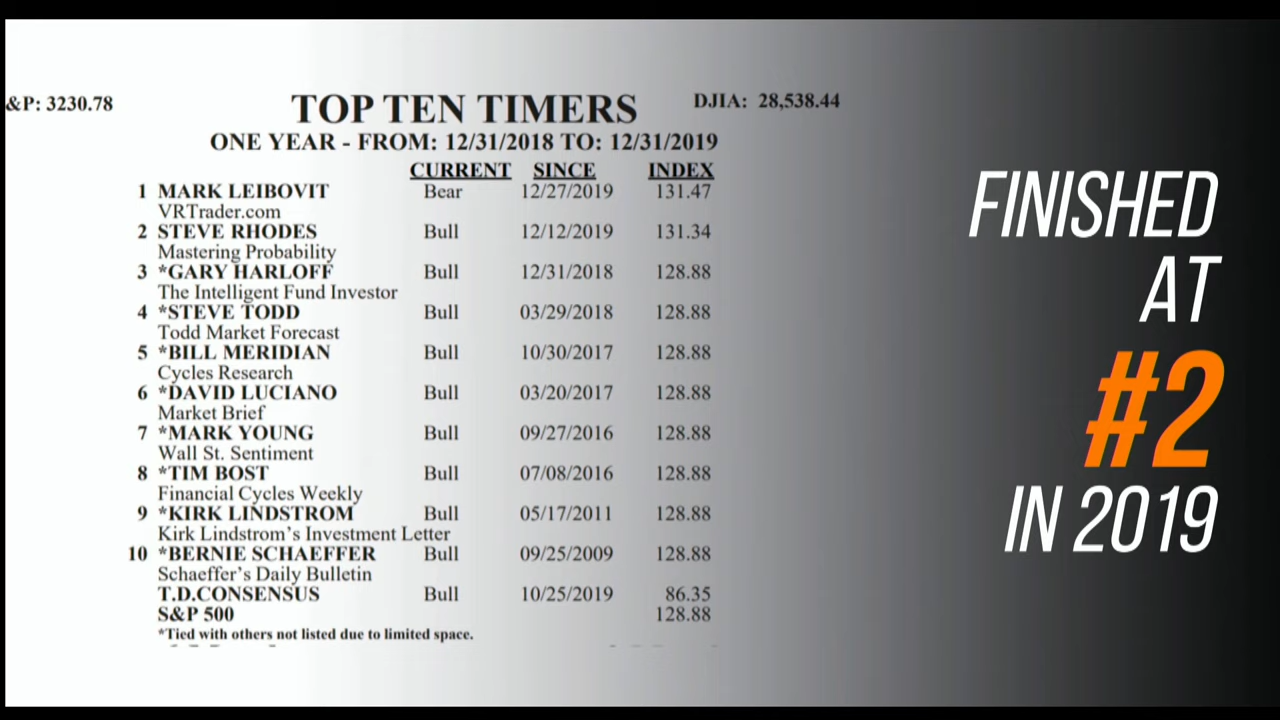 &P: 3230.78
TOP TEN TIMERS
DJIA: 28,538.44
ONE YEAR - FROM: 12/31/2018 TO: 12/31/2019
CURRENT SINCE INDEX
1 MARK LEIBOVIT Bear 12/27/2019 131.47
VRTrader.com
2 STEVE RHODES Bull 12/12/2019 131.34
Mastering Probability
3 *GARY HARLOFF Bull 12/31/2018 128.88
The Intelligent Fund Investor
4 *STEVE TODD Bull 03/29/2018 128.88
Todd Market Forecast
5 *BILL MERIDIAN Bull 10/30/2017 128.88
Cycles Research
6 *DAVID LUCIANO Bull 03/20/2017 128.88
Market Brief
7 *MARK YOUNG Bull 09/27/2016 128.88
Wall St. Sentiment
8 *TIM BOST Bull 07/08/2016 128.88
Financial Cycles Weekly
9 *KIRK LINDSTROM Bull 05/17/2011 128.88
Kirk Lindstrom's Investment Letter
10 *BERNIE SCHAEFFER Bull 09/25/2009 128.88
Schaeffer's Daily Bulletin
T.D.CONSENSUS Bull 10/25/2019 86.35
S&P 500 128.88
*Tied with others not listed due to limited space.
FINISHED
AT
#2
IN 2019